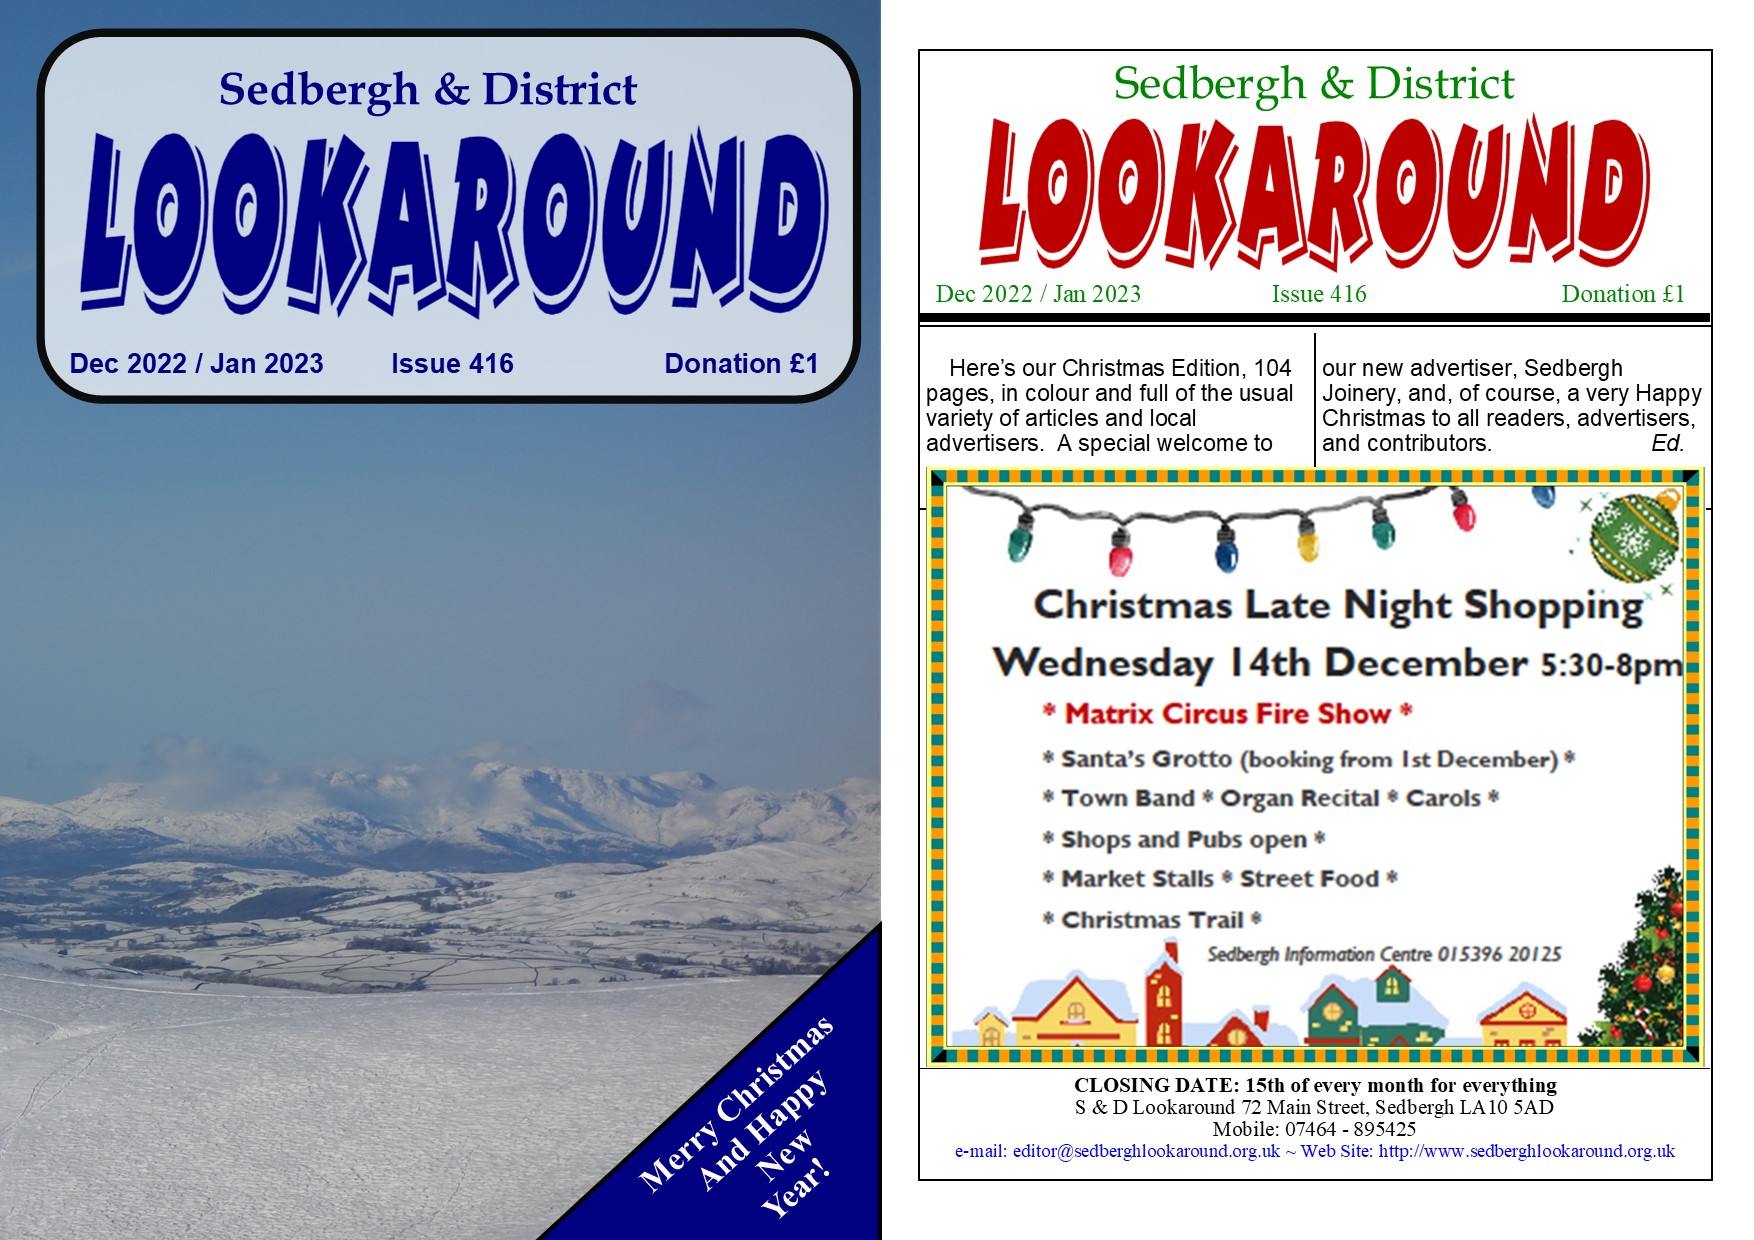 Sedbergh & District
LOOKAROUND
Dec 2022 / Jan 2023 Issue 416 Donation £1
Merry Christmas
And Happy
New
Year!
Sedbergh & District
LOOKAROUND
Dec 2022 / Jan 2023 Issue 416 Donation £1
Here’s our Christmas Edition, 104
pages, in colour and full of the usual
variety of articles and local
advertisers. A special welcome to
our new advertiser, Sedbergh
Joinery, and, of course, a very Happy
Christmas to all readers, advertisers,
and contributors. Ed.
Christmas Late Night Shopping
Wednesday 14th December 5:30-8pm
* Matrix Circus Fire Show *
* Santa’s Grotto (booking from 1st December) *
* Town Band * Organ Recital * Carols *
* Shops and Pubs open *
* Market Stalls * Street Food *
* Christmas Trail *
Sedbergh Information Centre 015396 20125
CLOSING DATE: 15th of every month for everything
S & D Lookaround 72 Main Street, Sedbergh LA10 5AD
Mobile: 07464 - 895425
e-mail: editor@sedberghlookaround.org.uk ~ Web Site: http://www.sedberghlookaround.org.uk